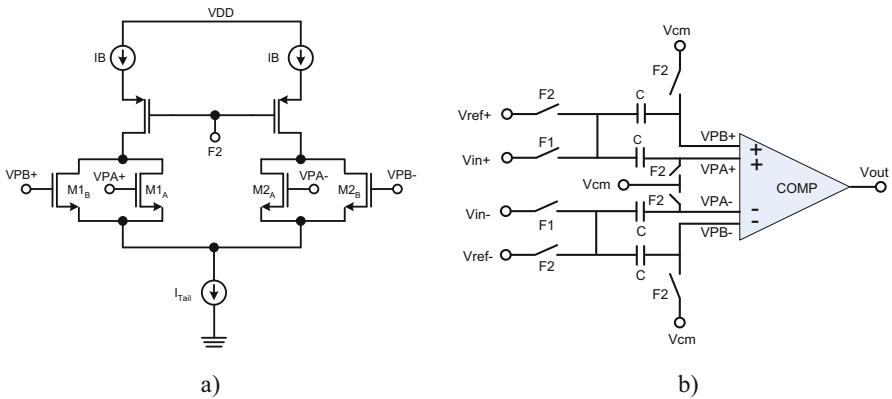 VDD
IB
IB
F2
VPB+
M1B
VPA+
M1A
M2A
VPA-
M2B
VPB-
ITail
a)
Vcm
F2
Vref+
F2
C
VPB+
Vin+
F1
C
VPA+
F2
Vcm
COMP
Vout
F2
VPA-
Vin-
F1
C
VPB-
Vref-
F2
C
F2
Vcm
b)
+
+
-
-